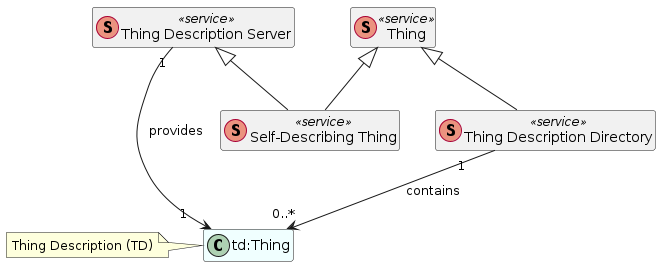 S «service»
Thing Description Server
S «service»
Thing
1
S «service»
Self-Describing Thing
S «service»
Thing Description Directory
provides
1
contains
1
0..*
Thing Description (TD)
C td:Thing